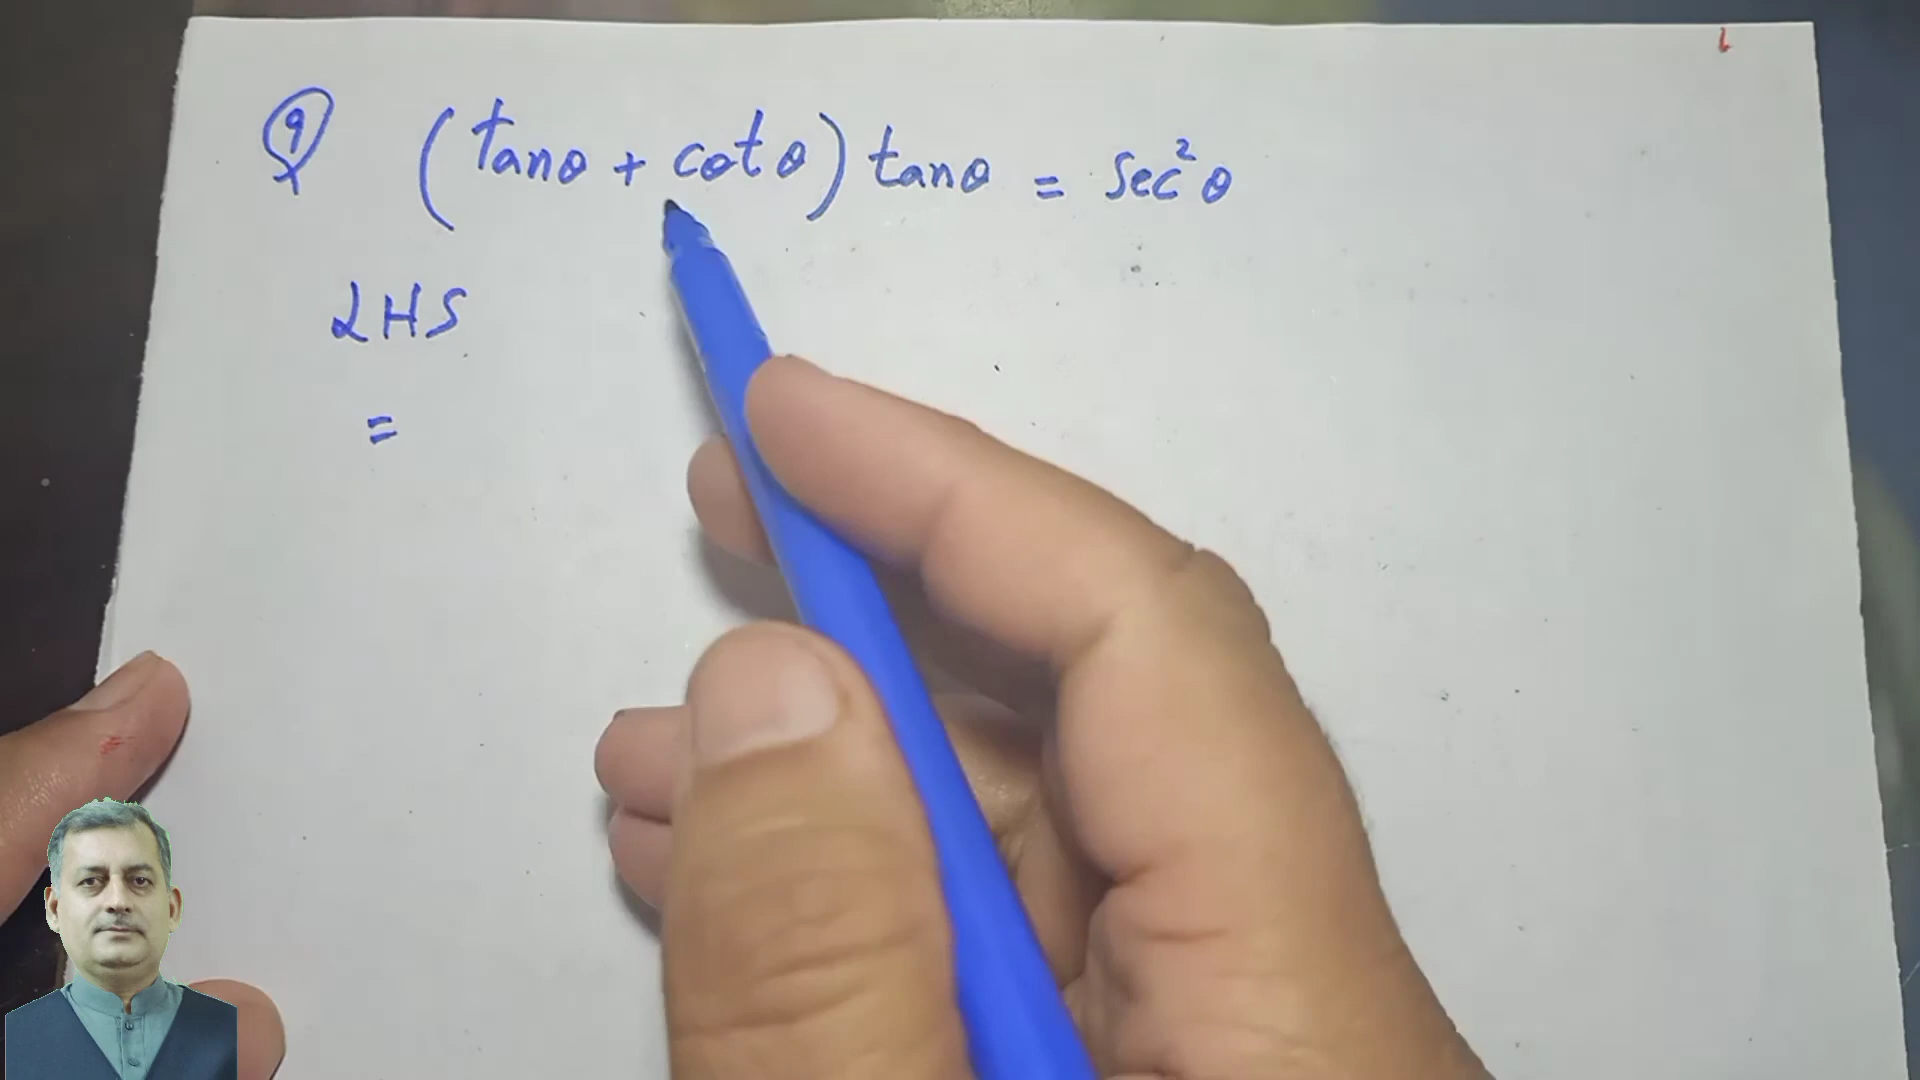 9 (tanθ + cotθ) tanθ = sec²θ
LHS
=